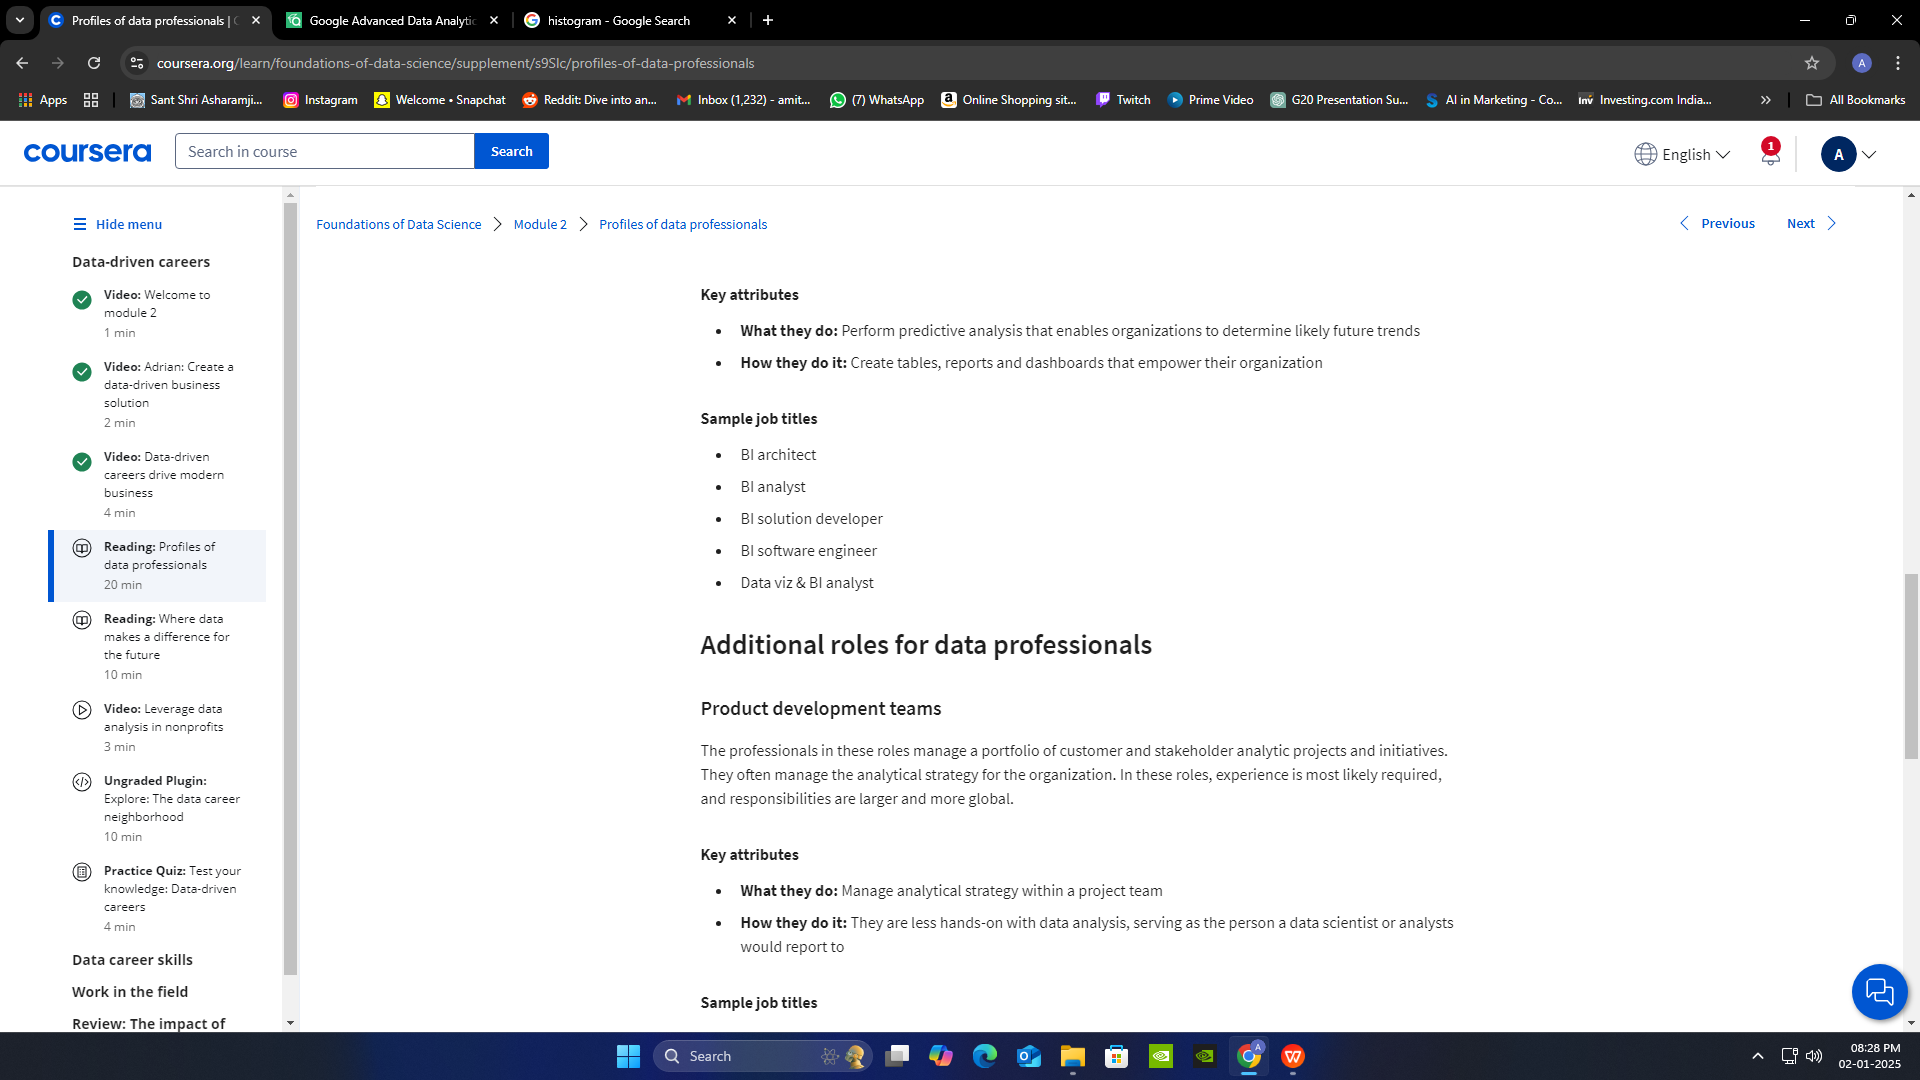 Profiles of data professionals | C
Google Advanced Data Analytic
histogram - Google Search
coursera.org/learn/foundations-of-data-science/supplement/s9Slc/profiles-of-data-professionals
A
Apps
Sant Shri Asharamji...
Instagram
Welcome • Snapchat
Reddit: Dive into an...
Inbox (1,232) - amit...
(7) WhatsApp
Online Shopping sit...
Twitch
Prime Video
G20 Presentation Su...
AI in Marketing - Co...
Investing.com India...
All Bookmarks
coursera
Search in course
Search
English
1
A
Hide menu
Foundations of Data Science
Module 2
Profiles of data professionals
Previous
Next
Data-driven careers
Video: Welcome to
module 2
1 min
Video: Adrian: Create a
data-driven business
solution
2 min
Video: Data-driven
careers drive modern
business
4 min
Reading: Profiles of
data professionals
20 min
Reading: Where data
makes a difference for
the future
10 min
Video: Leverage data
analysis in nonprofits
3 min
Ungraded Plugin:
Explore: The data career
neighborhood
10 min
Practice Quiz: Test your
knowledge: Data-driven
careers
4 min
Data career skills
Work in the field
Review: The impact of
Key attributes
• What they do: Perform predictive analysis that enables organizations to determine likely future trends
• How they do it: Create tables, reports and dashboards that empower their organization
Sample job titles
• BI architect
• BI analyst
• BI solution developer
• BI software engineer
• Data viz & BI analyst
Additional roles for data professionals
Product development teams
The professionals in these roles manage a portfolio of customer and stakeholder analytic projects and initiatives.
They often manage the analytical strategy for the organization. In these roles, experience is most likely required,
and responsibilities are larger and more global.
Key attributes
• What they do: Manage analytical strategy within a project team
• How they do it: They are less hands-on with data analysis, serving as the person a data scientist or analysts
would report to
Sample job titles
Search
08:28 PM
02-01-2025